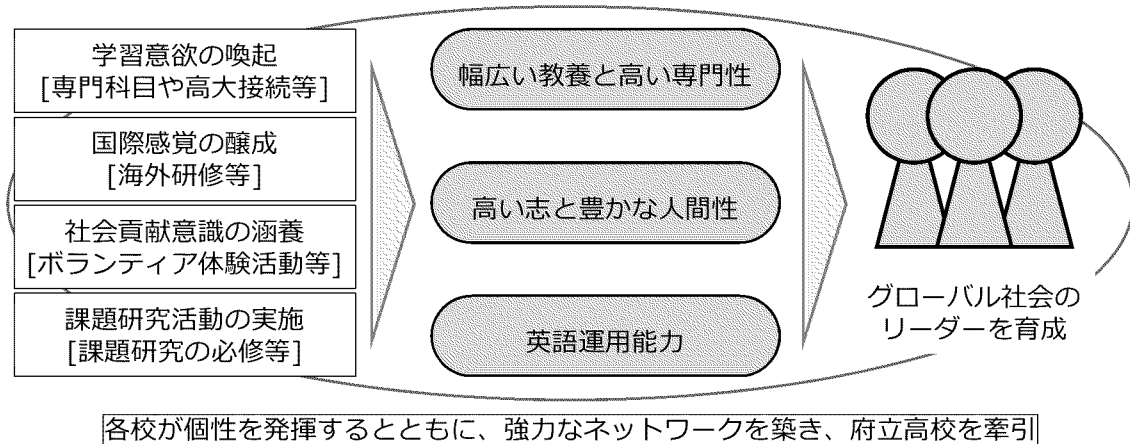 学習意欲の喚起
[専門科目や高大接続等]
国際感覚の醸成
[海外研修等]
社会貢献意識の涵養
[ボランティア体験活動等]
課題研究活動の実施
[課題研究の必修等]
幅広い教養と高い専門性
高い志と豊かな人間性
英語運用能力
グローバル社会の
リーダーを育成
各校が個性を発揮するとともに、強力なネットワークを築き、府立高校を牽引